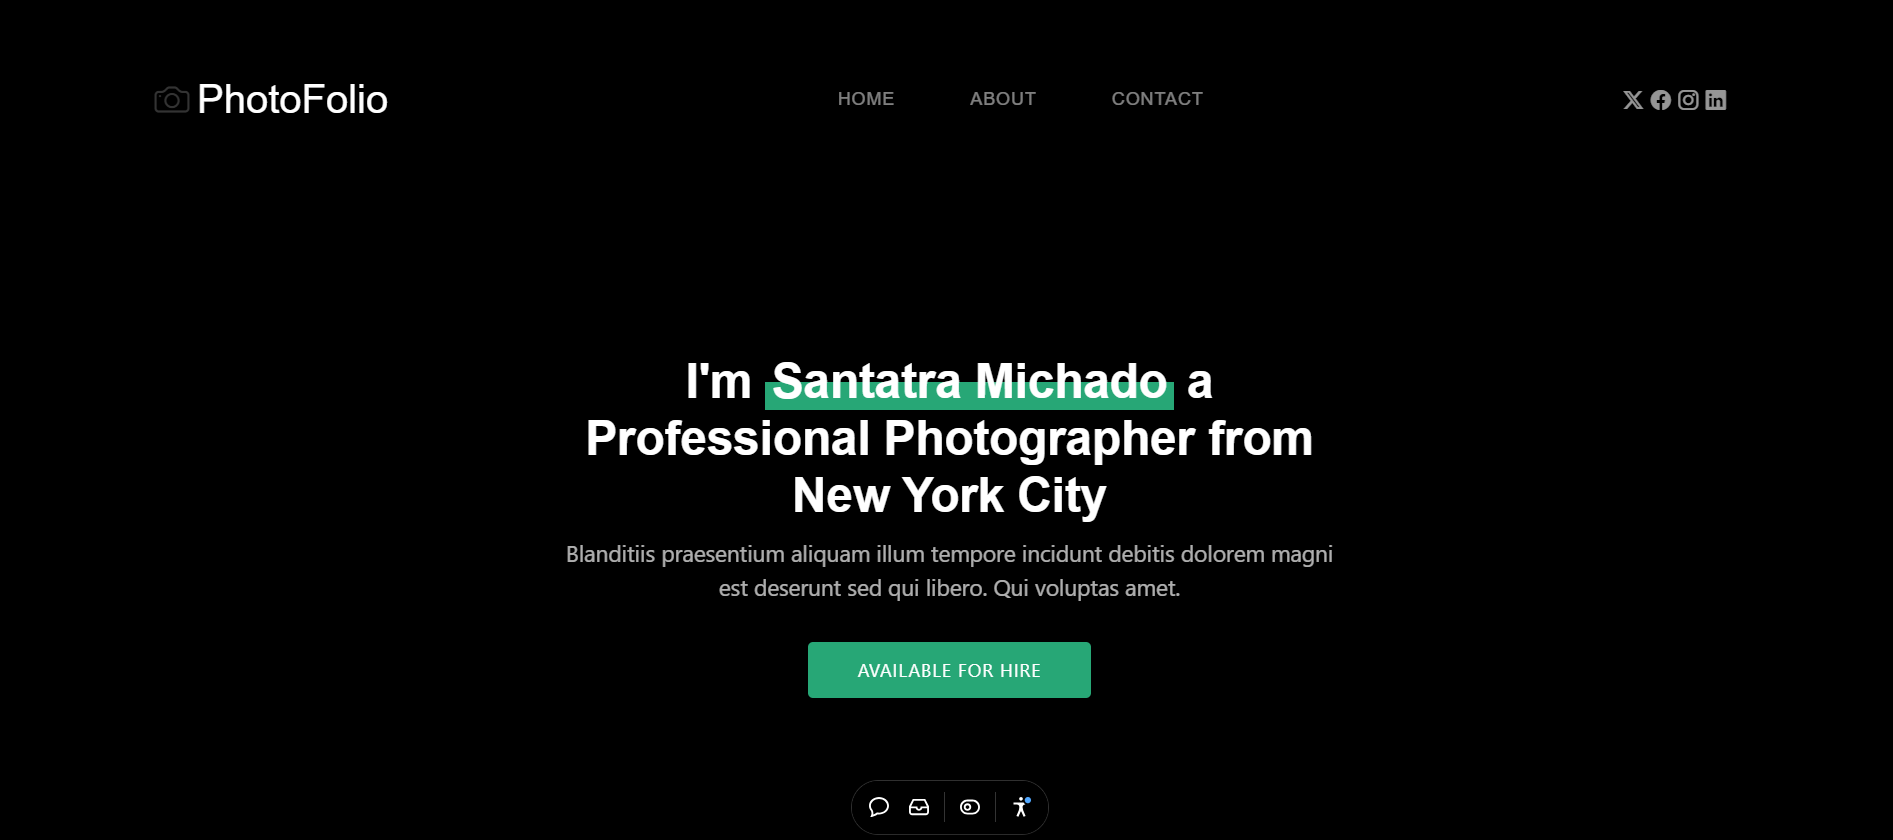 PhotoFolio
HOME
ABOUT
CONTACT
I'm Santatra Michado a
Professional Photographer from
New York City
Blanditiis praesentium aliquam illum tempore incidunt debitis dolorem magni
est deserunt sed qui libero. Qui voluptas amet.
AVAILABLE FOR HIRE